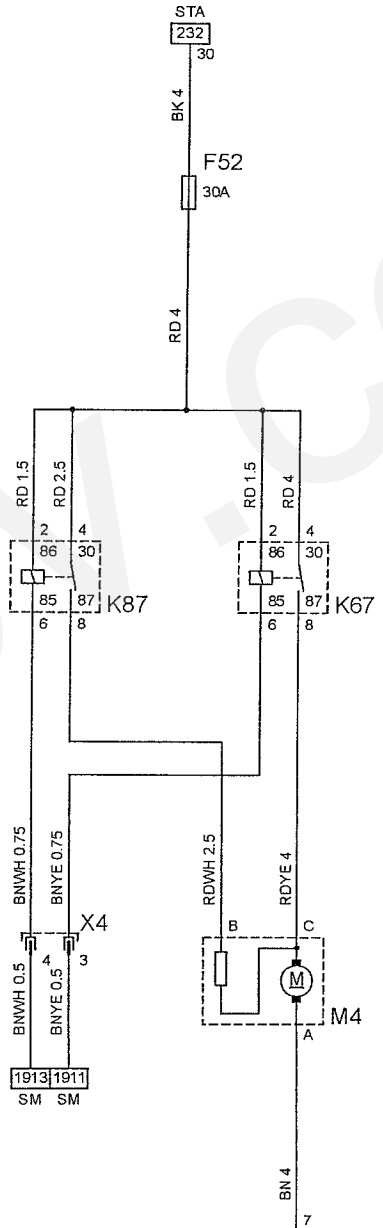 STA
232
30
BK 4
F52
30A
RD 4
RD 1.5
RD 2.5
RD 1.5
RD 4
2 4
86 30
85 87
6 8
K87
2 4
86 30
85 87
6 8
K67
BNWH 0.75
BNYE 0.75
RDWH 2.5
RDYE 4
X4
4 3
B C
M
M4
A
BNWH 0.5
BNYE 0.5
1913 1911
SM SM
BN 4
7